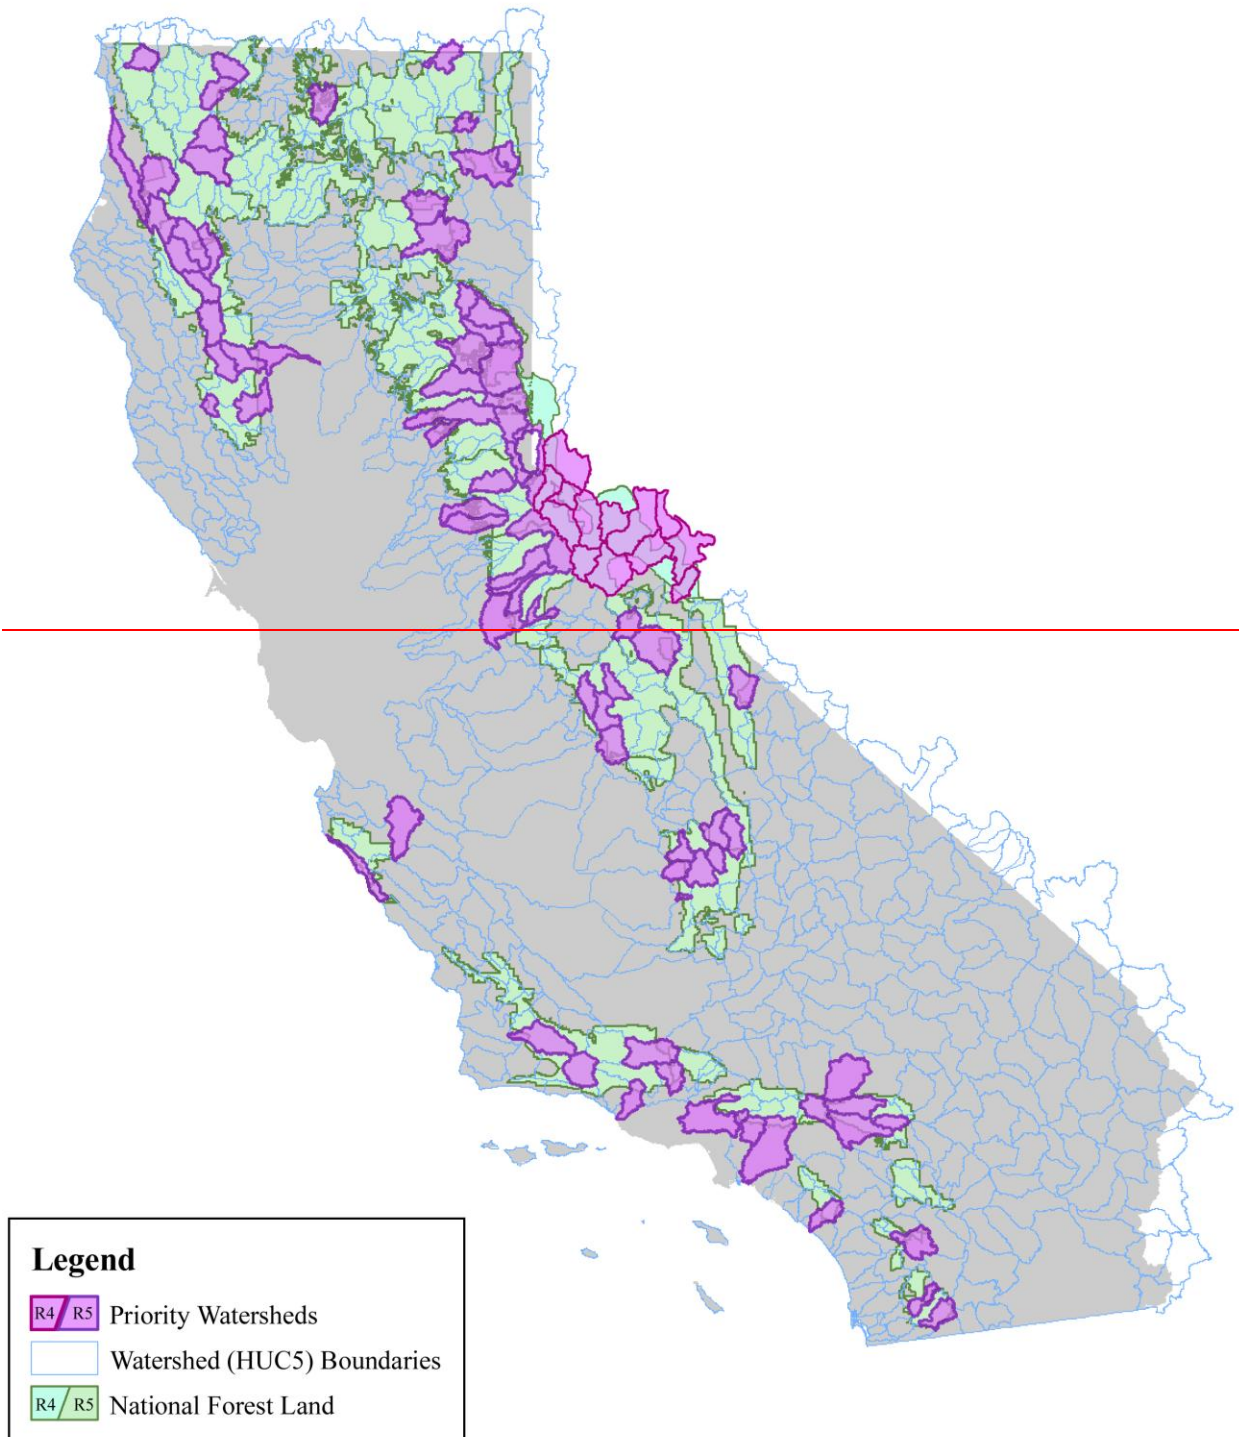 Legend
R4 R5 Priority Watersheds
Watershed (HUC5) Boundaries
R4 R5 National Forest Land